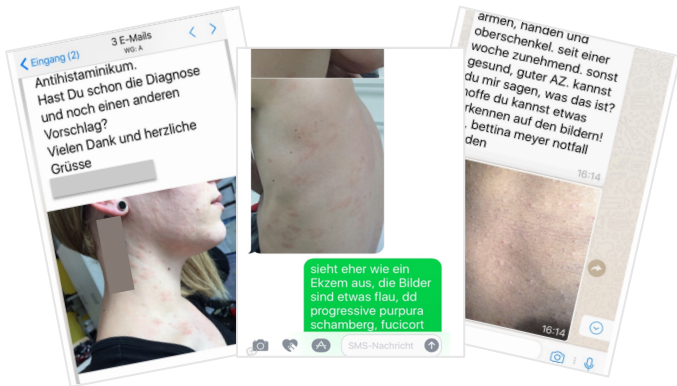 3 E-Mails
WG: A
Eingang (2)
Antihistaminikum.
Hast Du schon die Diagnose
und noch einen anderen
Vorschlag?
Vielen Dank und herzliche
Grüsse
sieht eher wie ein
Ekzem aus, die Bilder
sind etwas flau, dd
progressive purpura
schamberg, fucicort
SMS-Nachricht
armen, händen und
oberschenkel. seit einer
woche zunehmend. sonst
gesund, guter AZ. kannst
du mir sagen, was das ist?
hoffe du kannst etwas
rkennen auf den bildern!
, bettina meyer notfall
den
16:14
16:14